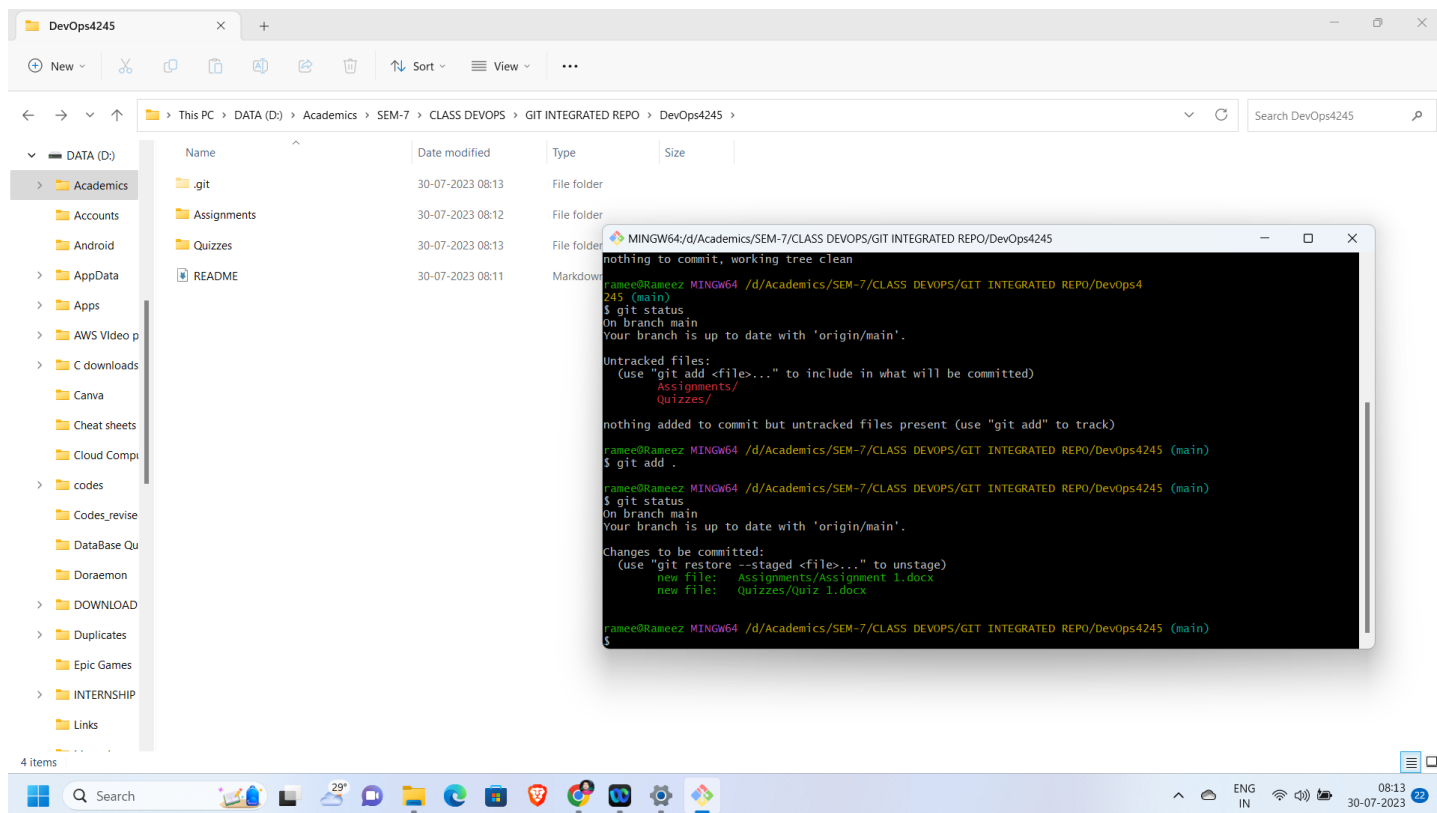 DevOps4245
New
Sort
View
This PC > DATA (D:) > Academics > SEM-7 > CLASS DEVOPS > GIT INTEGRATED REPO > DevOps4245 >
Search DevOps4245
DATA (D:)
Academics
Accounts
Android
AppData
Apps
AWS VIdeo p
C downloads
Canva
Cheat sheets
Cloud Compu
codes
Codes_revise
DataBase Qu
Doraemon
DOWNLOAD
Duplicates
Epic Games
INTERNSHIP
Links
Name Date modified Type Size
.git 30-07-2023 08:13 File folder
Assignments 30-07-2023 08:12 File folder
Quizzes 30-07-2023 08:13 File folder
README 30-07-2023 08:11 Markdown
MINGW64:/d/Academics/SEM-7/CLASS DEVOPS/GIT INTEGRATED REPO/DevOps4245
nothing to commit, working tree clean
ramee@Rameez MINGW64 /d/Academics/SEM-7/CLASS DEVOPS/GIT INTEGRATED REPO/DevOps4
245 (main)
$ git status
On branch main
Your branch is up to date with 'origin/main'.
Untracked files:
(use "git add <file>..." to include in what will be committed)
Assignments/
Quizzes/
nothing added to commit but untracked files present (use "git add" to track)
ramee@Rameez MINGW64 /d/Academics/SEM-7/CLASS DEVOPS/GIT INTEGRATED REPO/DevOps4245 (main)
$ git add .
ramee@Rameez MINGW64 /d/Academics/SEM-7/CLASS DEVOPS/GIT INTEGRATED REPO/DevOps4245 (main)
$ git status
On branch main
Your branch is up to date with 'origin/main'.
Changes to be committed:
(use "git restore --staged <file>..." to unstage)
new file: Assignments/Assignment 1.docx
new file: Quizzes/Quiz 1.docx
ramee@Rameez MINGW64 /d/Academics/SEM-7/CLASS DEVOPS/GIT INTEGRATED REPO/DevOps4245 (main)
$
4 items
Search
29°
ENG
IN
08:13
30-07-2023
22